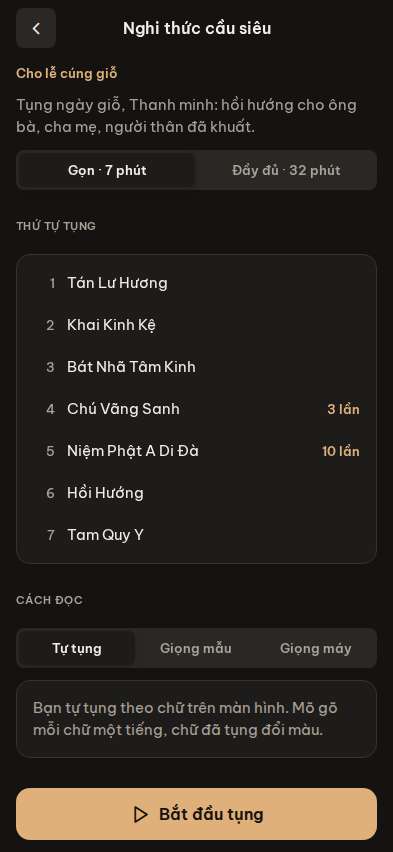 Nghi thức cầu siêu
Cho lễ cúng giỗ
Tụng ngày giỗ, Thanh minh: hồi hướng cho ông
bà, cha mẹ, người thân đã khuất.
Gọn · 7 phút
Đầy đủ · 32 phút
THỨ TỰ TỤNG
1 Tán Lư Hương
2 Khai Kinh Kệ
3 Bát Nhã Tâm Kinh
4 Chú Vãng Sanh 3 lần
5 Niệm Phật A Di Đà 10 lần
6 Hồi Hướng
7 Tam Quy Y
CÁCH ĐỌC
Tự tụng
Giọng mẫu
Giọng máy
Bạn tự tụng theo chữ trên màn hình. Mõ gõ
mỗi chữ một tiếng, chữ đã tụng đổi màu.
Bắt đầu tụng